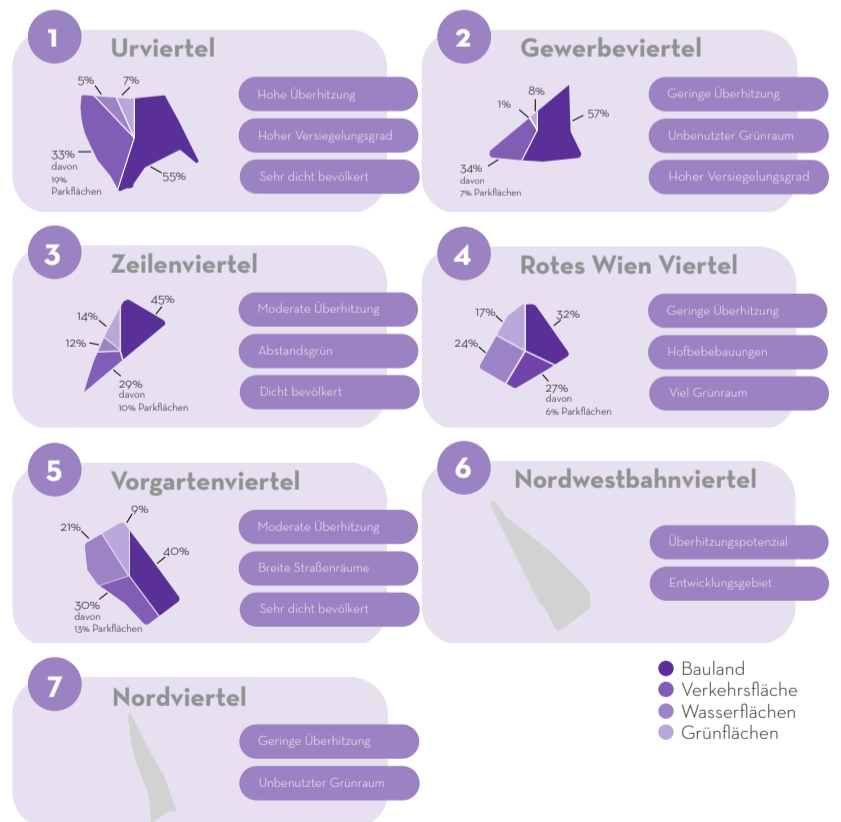 1
Urviertel
5%
7%
33%
davon
19%
Parkflächen
55%
Hohe Überhitzung
Hoher Versiegelungsgrad
Sehr dicht bevölkert
2
Gewerbeviertel
8%
1%
57%
34%
davon
7% Parkflächen
Geringe Überhitzung
Unbenutzter Grünraum
Hoher Versiegelungsgrad
3
Zeilenviertel
45%
14%
12%
29%
davon
10% Parkflächen
Moderate Überhitzung
Abstandsgrün
Dicht bevölkert
4
Rotes Wien Viertel
17%
32%
24%
27%
davon
6% Parkflächen
Geringe Überhitzung
Hofbebebauungen
Viel Grünraum
5
Vorgartenviertel
9%
21%
40%
30%
davon
13% Parkflächen
Moderate Überhitzung
Breite Straßenräume
Sehr dicht bevölkert
6
Nordwestbahnviertel
Überhitzungspotenzial
Entwicklungsgebiet
7
Nordviertel
Geringe Überhitzung
Unbenutzter Grünraum
Bauland
Verkehrsfläche
Wasserflächen
Grünflächen